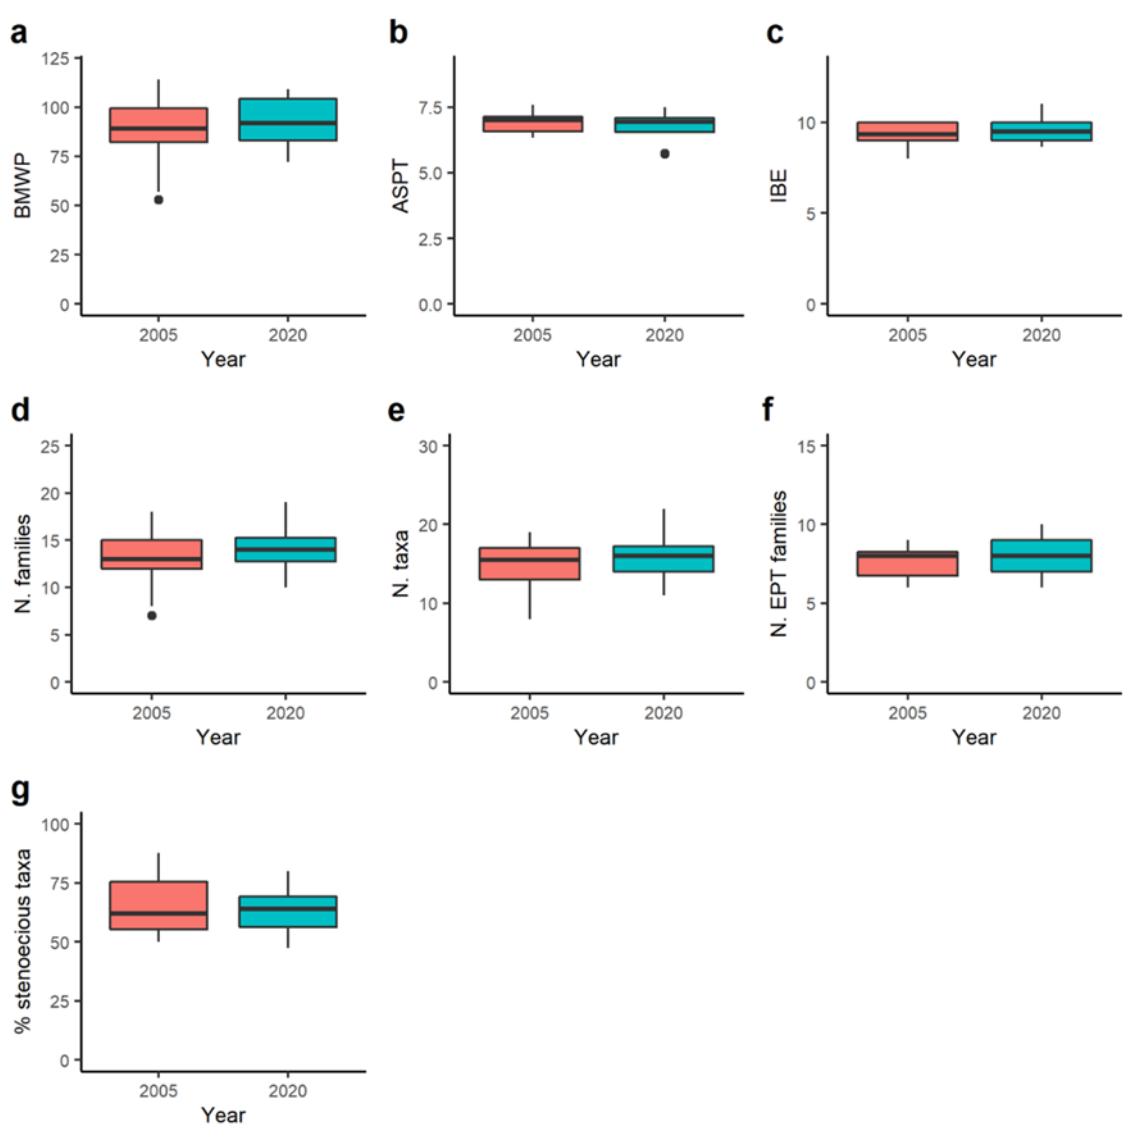 a
125
100
75
50
25
0
BMWP
2005 2020
Year
b
7.5
5.0
2.5
0.0
ASPT
2005 2020
Year
c
10
5
0
IBE
2005 2020
Year
d
25
20
15
10
5
0
N. families
2005 2020
Year
e
30
20
10
0
N. taxa
2005 2020
Year
f
15
10
5
0
N. EPT families
2005 2020
Year
g
100
75
50
25
0
% stenoecious taxa
2005 2020
Year